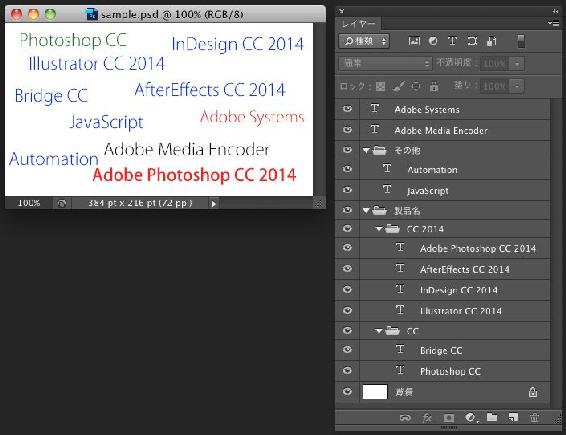 sample.psd @ 100% (RGB/8)
Photoshop CC
InDesign CC 2014
Illustrator CC 2014
Bridge CC
AfterEffects CC 2014
JavaScript
Adobe Systems
Automation
Adobe Media Encoder
Adobe Photoshop CC 2014
100%
384 pt x 216 pt (72 pp)
レイヤー
種類
通常
不透明度: 100%
ロック:
塗り: 100%
Adobe Systems
Adobe Media Encoder
その他
Automation
JavaScript
製品名
CC 2014
Adobe Photoshop CC 2014
AfterEffects CC 2014
InDesign CC 2014
Illustrator CC 2014
CC
Bridge CC
Photoshop CC
背景
fx